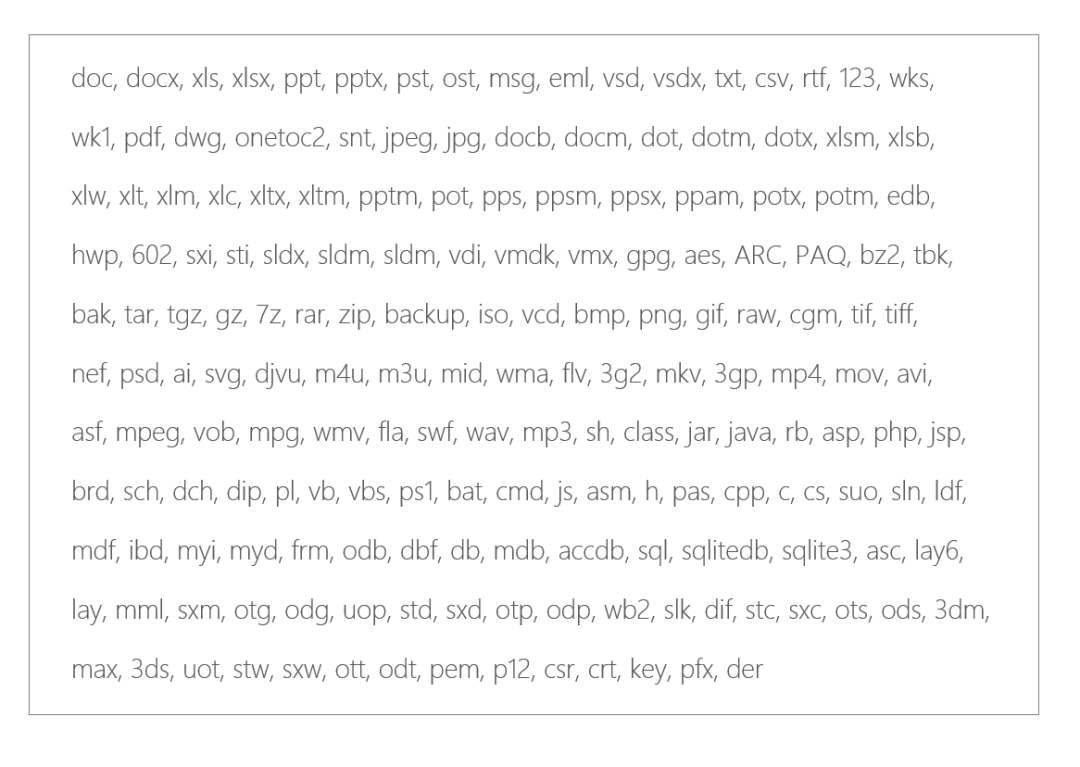 doc, docx, xls, xlsx, ppt, pptx, pst, ost, msg, eml, vsd, vsdx, txt, csv, rtf, 123, wks,
wk1, pdf, dwg, onetoc2, snt, jpeg, jpg, docb, docm, dot, dotm, dotx, xlsm, xlsb,
xlw, xlt, xlm, xlc, xltx, xltm, pptm, pot, pps, ppsm, ppsx, ppam, potx, potm, edb,
hwp, 602, sxi, sti, sldx, sldm, sldm, vdi, vmdk, vmx, gpg, aes, ARC, PAQ, bz2, tbk,
bak, tar, tgz, gz, 7z, rar, zip, backup, iso, vcd, bmp, png, gif, raw, cgm, tif, tiff,
nef, psd, ai, svg, djvu, m4u, m3u, mid, wma, flv, 3g2, mkv, 3gp, mp4, mov, avi,
asf, mpeg, vob, mpg, wmv, fla, swf, wav, mp3, sh, class, jar, java, rb, asp, php, jsp,
brd, sch, dch, dip, pl, vb, vbs, ps1, bat, cmd, js, asm, h, pas, cpp, c, cs, suo, sln, ldf,
mdf, ibd, myi, myd, frm, odb, dbf, db, mdb, accdb, sql, sqlitedb, sqlite3, asc, lay6,
lay, mml, sxm, otg, odg, uop, std, sxd, otp, odp, wb2, slk, dif, stc, sxc, ots, ods, 3dm,
max, 3ds, uot, stw, sxw, ott, odt, pem, p12, csr, crt, key, pfx, der